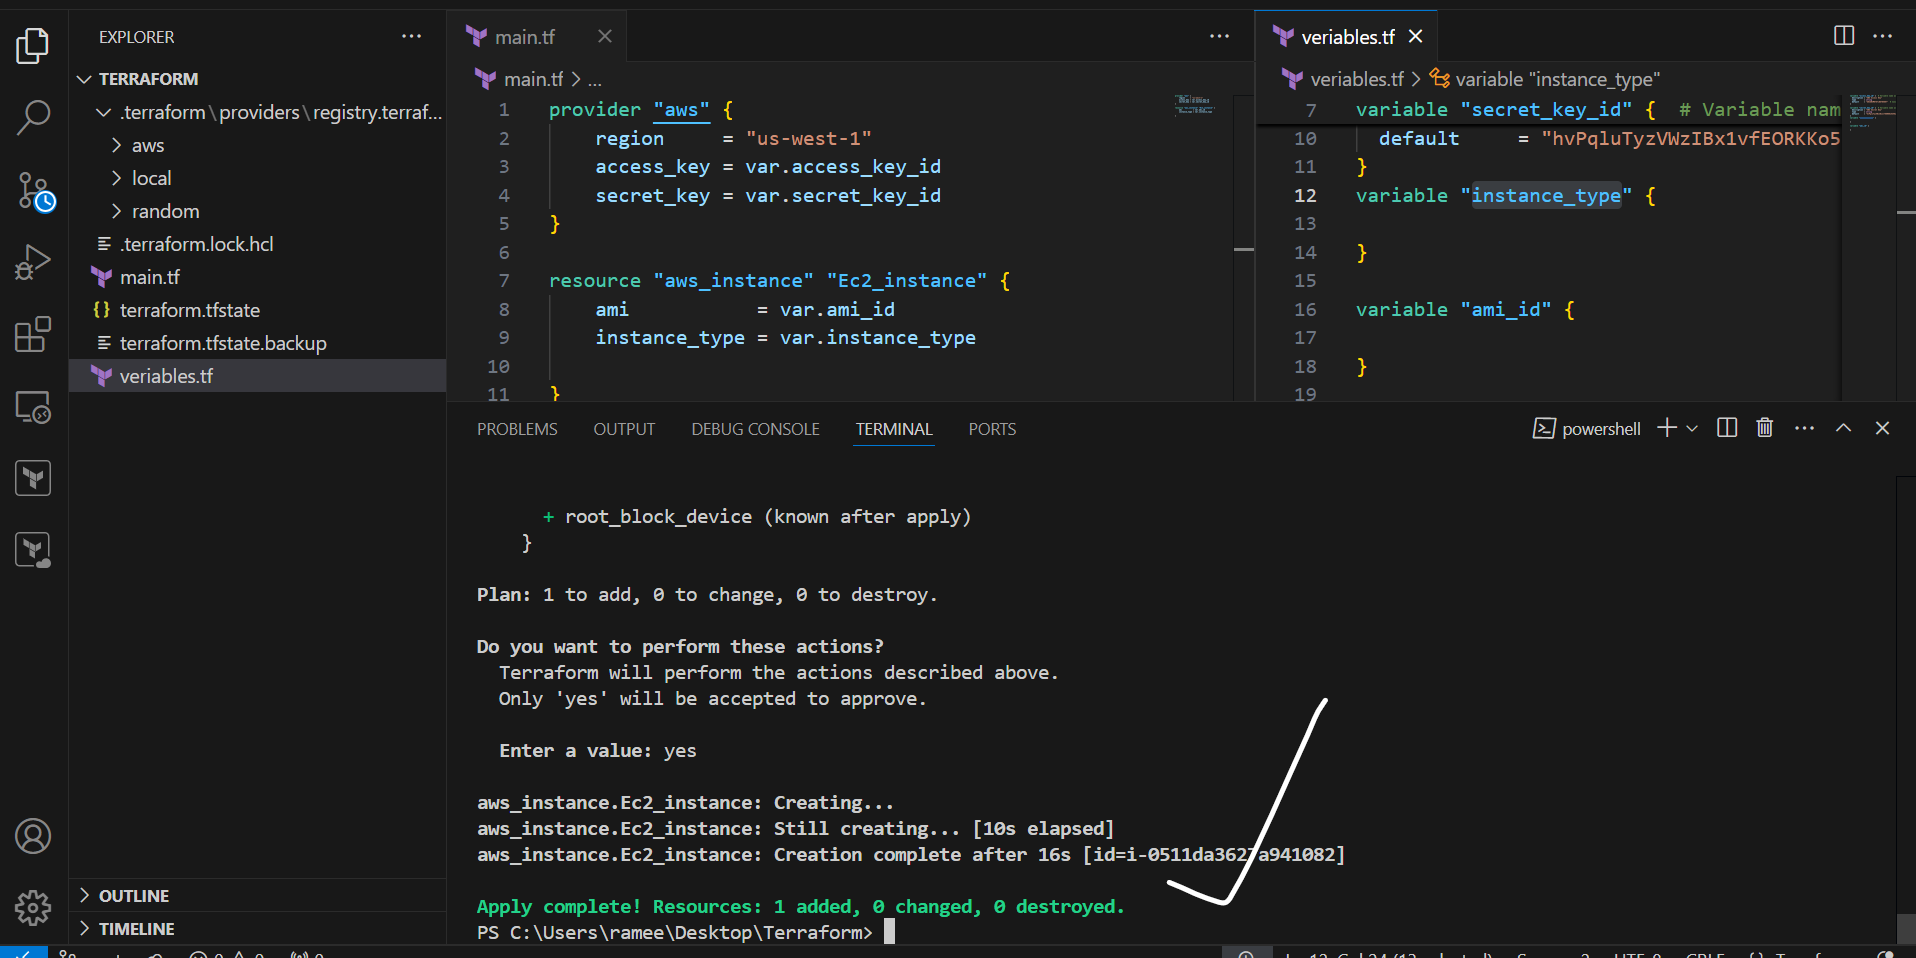 EXPLORER
TERRAFORM
.terraform\providers\registry.terraf...
aws
local
random
.terraform.lock.hcl
main.tf
terraform.tfstate
terraform.tfstate.backup
veriables.tf
OUTLINE
TIMELINE
main.tf
main.tf > ...
1 provider "aws" {
2 region = "us-west-1"
3 access_key = var.access_key_id
4 secret_key = var.secret_key_id
5 }
6
7 resource "aws_instance" "Ec2_instance" {
8 ami = var.ami_id
9 instance_type = var.instance_type
10
11 }
veriables.tf
veriables.tf > variable "instance_type"
7 variable "secret_key_id" { # Variable nam
10 default = "hvPqluTyzVWzIBx1vfEORKKo5
11 }
12 variable "instance_type" {
13
14 }
15
16 variable "ami_id" {
17
18 }
19
PROBLEMS OUTPUT DEBUG CONSOLE TERMINAL PORTS
powershell
+ root_block_device (known after apply)
}
Plan: 1 to add, 0 to change, 0 to destroy.
Do you want to perform these actions?
Terraform will perform the actions described above.
Only 'yes' will be accepted to approve.
Enter a value: yes
aws_instance.Ec2_instance: Creating...
aws_instance.Ec2_instance: Still creating... [10s elapsed]
aws_instance.Ec2_instance: Creation complete after 16s [id=i-0511da3627a941082]
Apply complete! Resources: 1 added, 0 changed, 0 destroyed.
PS C:\Users\ramee\Desktop\Terraform>